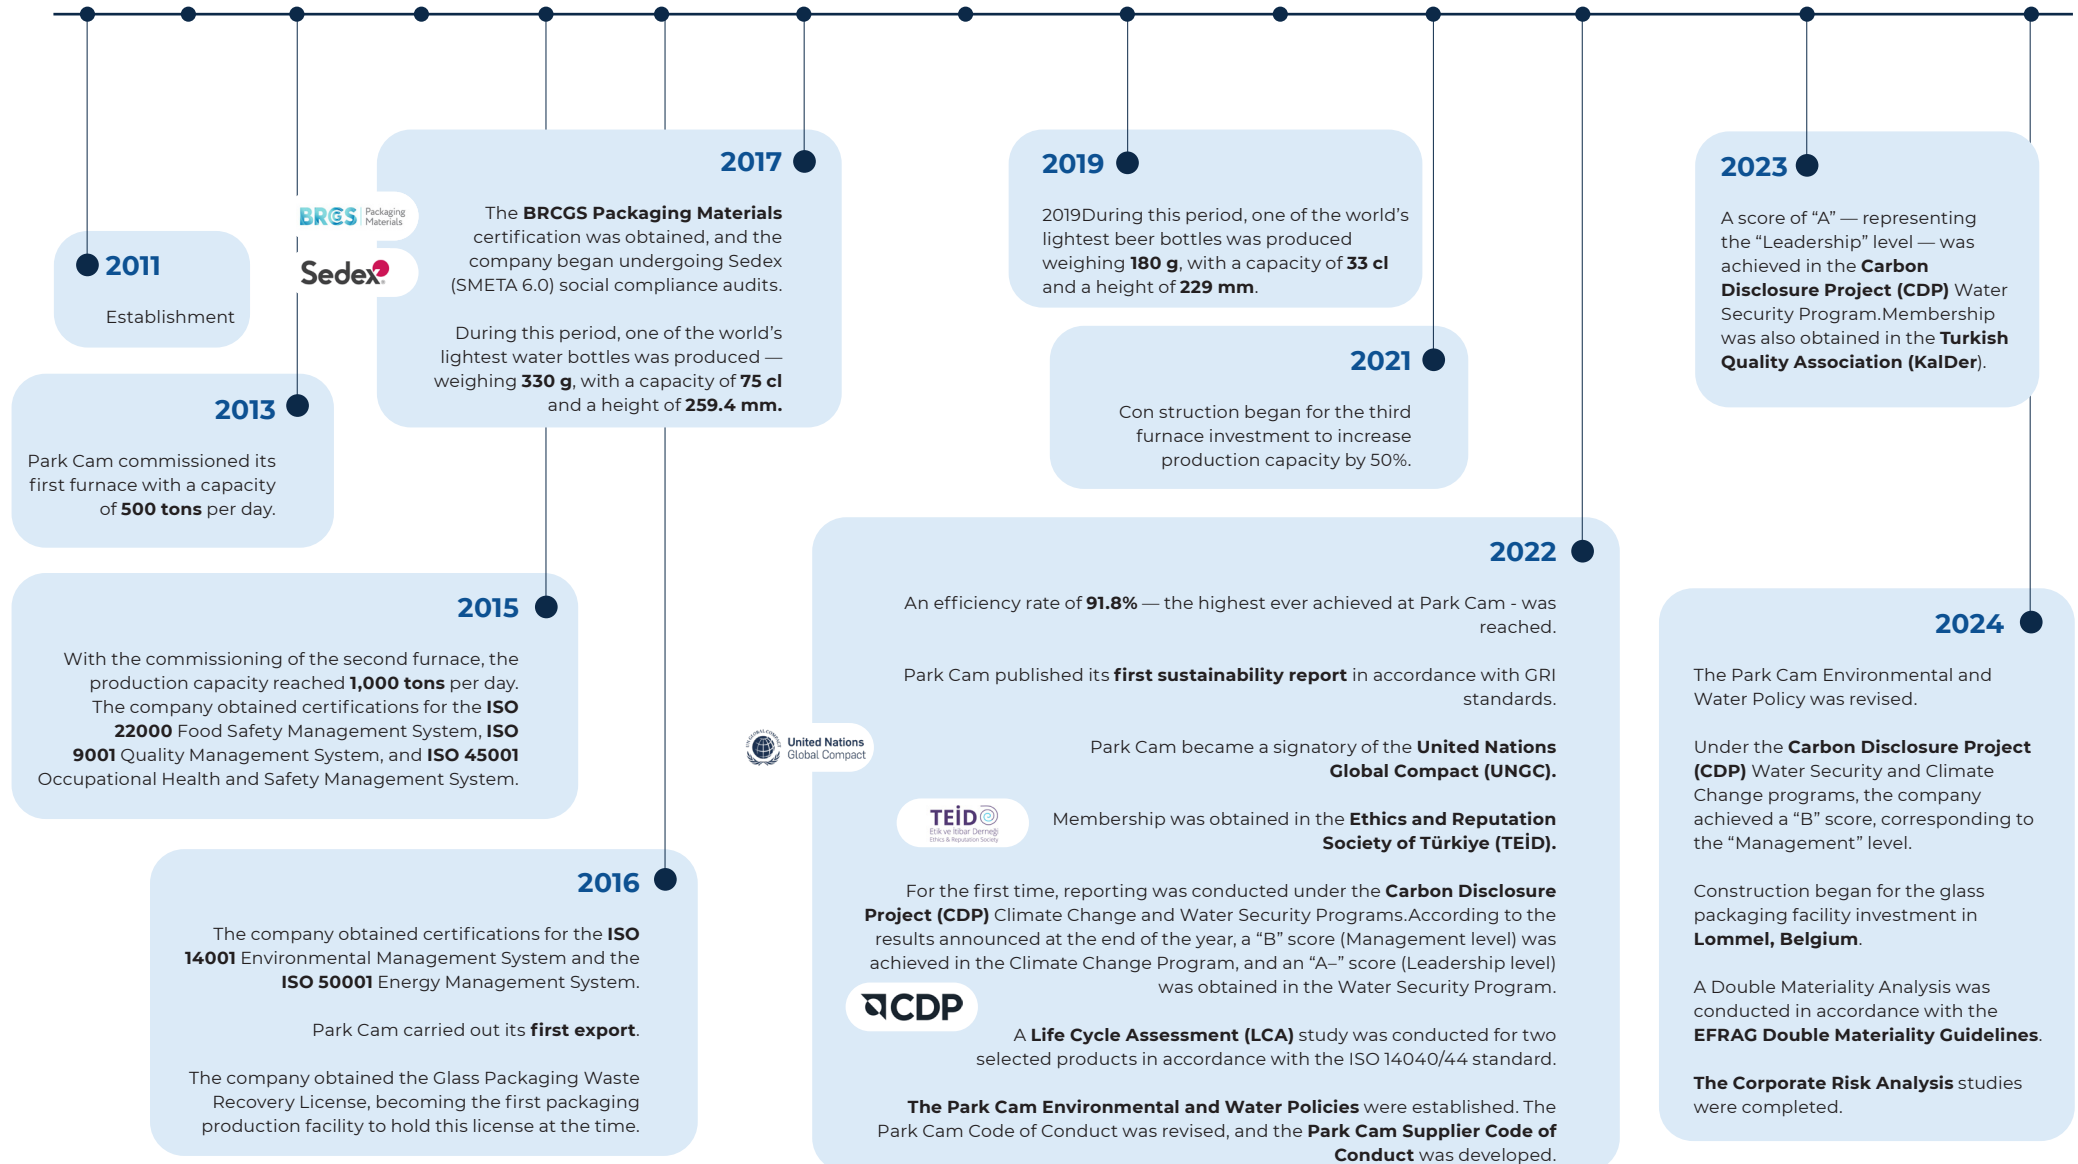 2011
Establishment
2013
Park Cam commissioned its
first furnace with a capacity
of 500 tons per day.
2015
With the commissioning of the second furnace, the
production capacity reached 1,000 tons per day.
The company obtained certifications for the ISO
22000 Food Safety Management System, ISO
9001 Quality Management System, and ISO 45001
Occupational Health and Safety Management System.
2016
The company obtained certifications for the ISO
14001 Environmental Management System and the
ISO 50001 Energy Management System.
Park Cam carried out its first export.
The company obtained the Glass Packaging Waste
Recovery License, becoming the first packaging
production facility to hold this license at the time.
2017
BRCGS Packaging
Materials
Sedex
The BRCGS Packaging Materials
certification was obtained, and the
company began undergoing Sedex
(SMETA 6.0) social compliance audits.
During this period, one of the world's
lightest water bottles was produced —
weighing 330 g, with a capacity of 75 cl
and a height of 259.4 mm.
2019
2019During this period, one of the world's
lightest beer bottles was produced
weighing 180 g, with a capacity of 33 cl
and a height of 229 mm.
2021
Con struction began for the third
furnace investment to increase
production capacity by 50%.
2022
An efficiency rate of 91.8% — the highest ever achieved at Park Cam - was
reached.
Park Cam published its first sustainability report in accordance with GRI
standards.
United Nations
Global Compact
Park Cam became a signatory of the United Nations
Global Compact (UNGC).
TEİD
Etik ve İtibar Derneği
Ethics & Reputation Society
Membership was obtained in the Ethics and Reputation
Society of Türkiye (TEİD).
For the first time, reporting was conducted under the Carbon Disclosure
Project (CDP) Climate Change and Water Security Programs.According to the
results announced at the end of the year, a “B” score (Management level) was
achieved in the Climate Change Program, and an “A–” score (Leadership level)
was obtained in the Water Security Program.
CDP
A Life Cycle Assessment (LCA) study was conducted for two
selected products in accordance with the ISO 14040/44 standard.
The Park Cam Environmental and Water Policies were established. The
Park Cam Code of Conduct was revised, and the Park Cam Supplier Code of
Conduct was developed.
2023
A score of “A” — representing
the “Leadership” level — was
achieved in the Carbon
Disclosure Project (CDP) Water
Security Program.Membership
was also obtained in the Turkish
Quality Association (KalDer).
2024
The Park Cam Environmental and
Water Policy was revised.
Under the Carbon Disclosure Project
(CDP) Water Security and Climate
Change programs, the company
achieved a “B” score, corresponding to
the “Management” level.
Construction began for the glass
packaging facility investment in
Lommel, Belgium.
A Double Materiality Analysis was
conducted in accordance with the
EFRAG Double Materiality Guidelines.
The Corporate Risk Analysis studies
were completed.